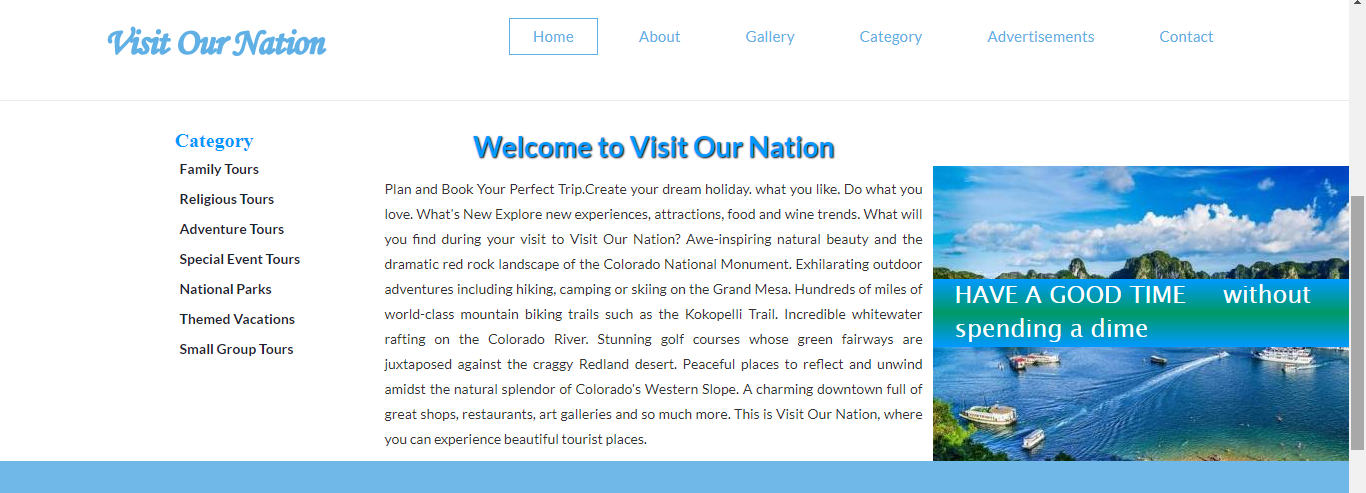 Visit Our Nation
Home About Gallery Category Advertisements Contact
Category
Family Tours
Religious Tours
Adventure Tours
Special Event Tours
National Parks
Themed Vacations
Small Group Tours
Welcome to Visit Our Nation
Plan and Book Your Perfect Trip.Create your dream holiday. what you like. Do what you
love. What's New Explore new experiences, attractions, food and wine trends. What will
you find during your visit to Visit Our Nation? Awe-inspiring natural beauty and the
dramatic red rock landscape of the Colorado National Monument. Exhilarating outdoor
adventures including hiking, camping or skiing on the Grand Mesa. Hundreds of miles of
world-class mountain biking trails such as the Kokopelli Trail. Incredible whitewater
rafting on the Colorado River. Stunning golf courses whose green fairways are
juxtaposed against the craggy Redland desert. Peaceful places to reflect and unwind
amidst the natural splendor of Colorado's Western Slope. A charming downtown full of
great shops, restaurants, art galleries and so much more. This is Visit Our Nation, where
you can experience beautiful tourist places.
HAVE A GOOD TIME without
spending a dime